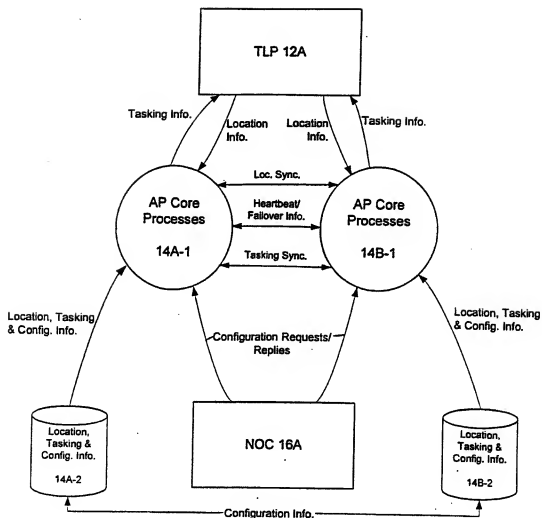 TLP 12A
Tasking Info.
Location
Info.
Location
Info.
Tasking Info.
Loc. Sync.
AP Core
Processes
14A-1
Heartbeat/
Failover Info.
AP Core
Processes
14B-1
Tasking Sync.
Location, Tasking
& Config. Info.
Configuration Requests/
Replies
Location, Tasking
& Config. Info.
Location,
Tasking &
Config. Info.
14A-2
NOC 16A
Location,
Tasking &
Config. Info.
14B-2
Configuration Info.